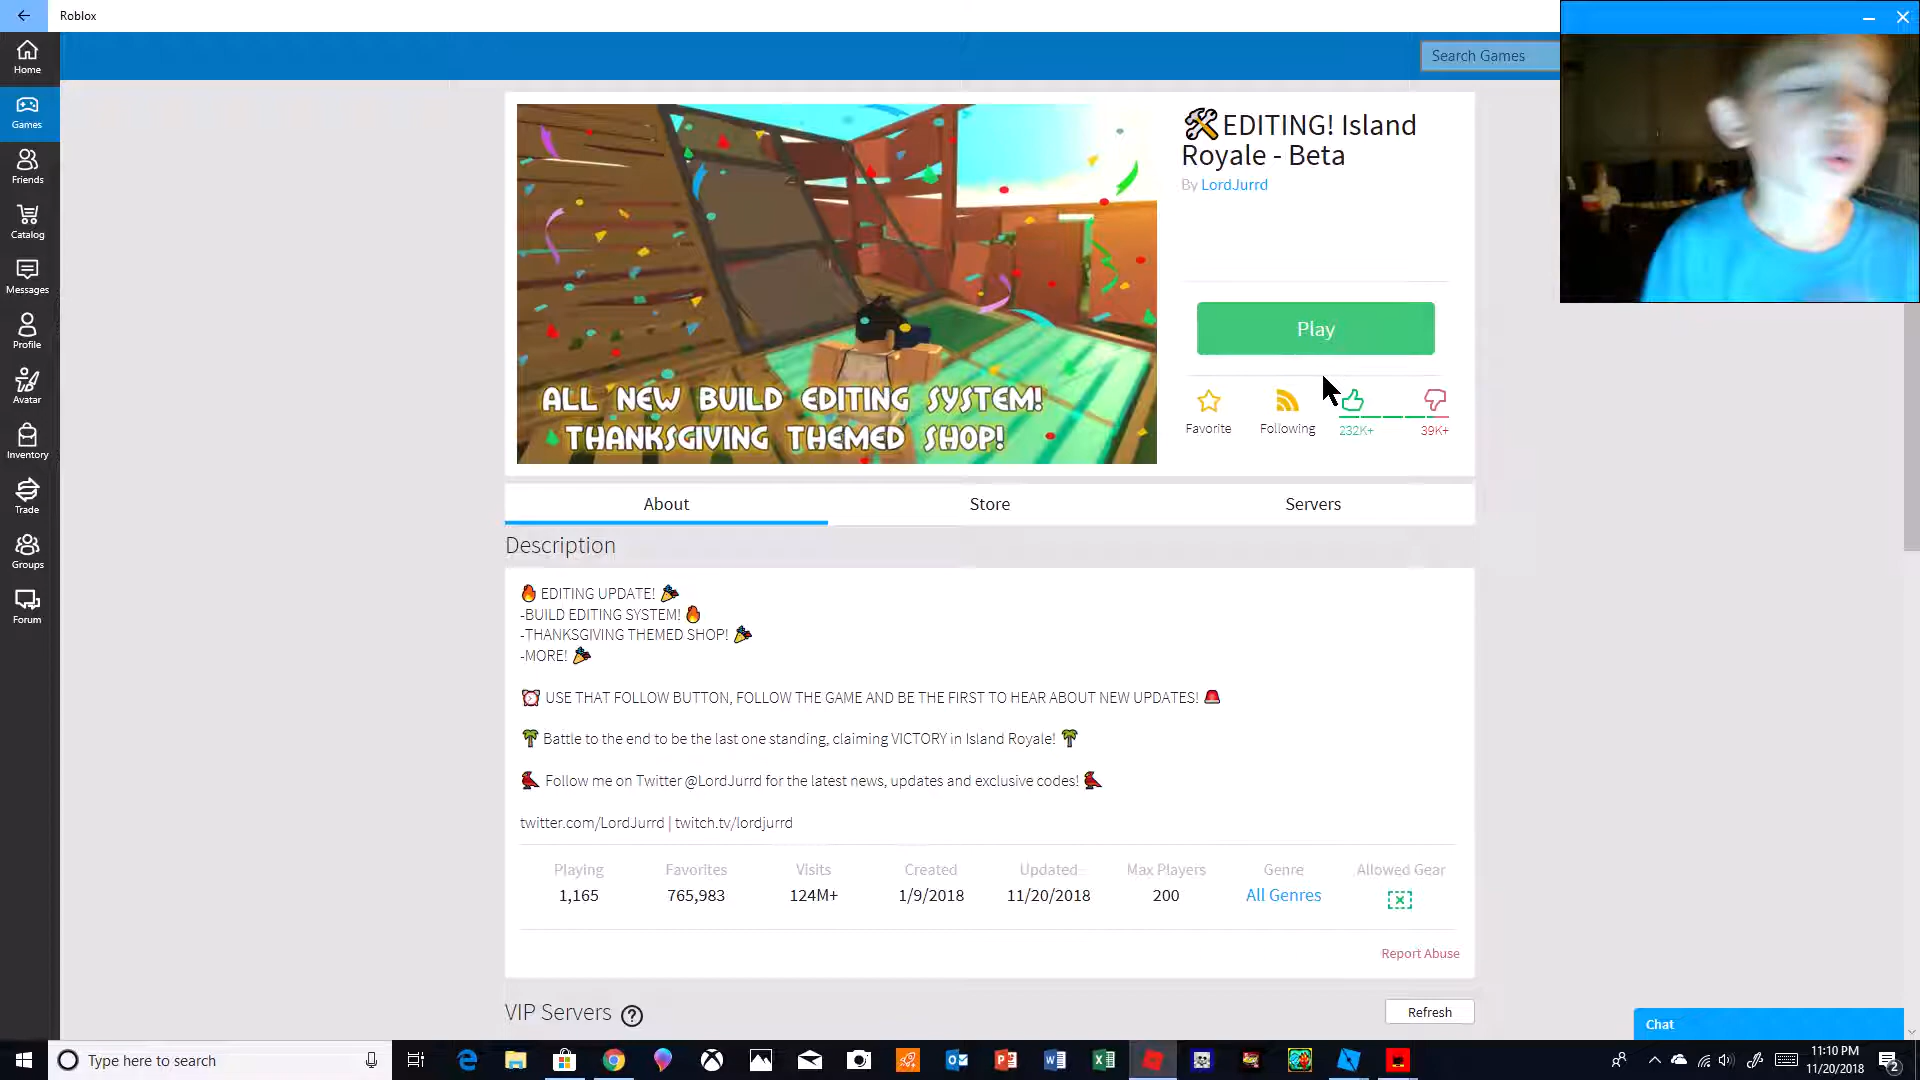 Roblox
Home
Games
Friends
Catalog
Messages
Profile
Avatar
Inventory
Trade
Groups
Forum
Search Games
EDITING! Island
Royale - Beta
By LordJurrd
Play
Favorite
Following
232K+
39K+
ALL NEW BUILD EDITING SYSTEM!
THANKSGIVING THEMED SHOP!
About
Store
Servers
Description
EDITING UPDATE!
-BUILD EDITING SYSTEM!
-THANKSGIVING THEMED SHOP!
-MORE!
USE THAT FOLLOW BUTTON, FOLLOW THE GAME AND BE THE FIRST TO HEAR ABOUT NEW UPDATES!
Battle to the end to be the last one standing, claiming VICTORY in Island Royale!
Follow me on Twitter @LordJurrd for the latest news, updates and exclusive codes!
twitter.com/LordJurrd | twitch.tv/lordjurrd
Playing Favorites Visits Created Updated Max Players Genre Allowed Gear
1,165 765,983 124M+ 1/9/2018 11/20/2018 200 All Genres
Report Abuse
VIP Servers ?
Refresh
Chat
Type here to search
11:10 PM
11/20/2018
2